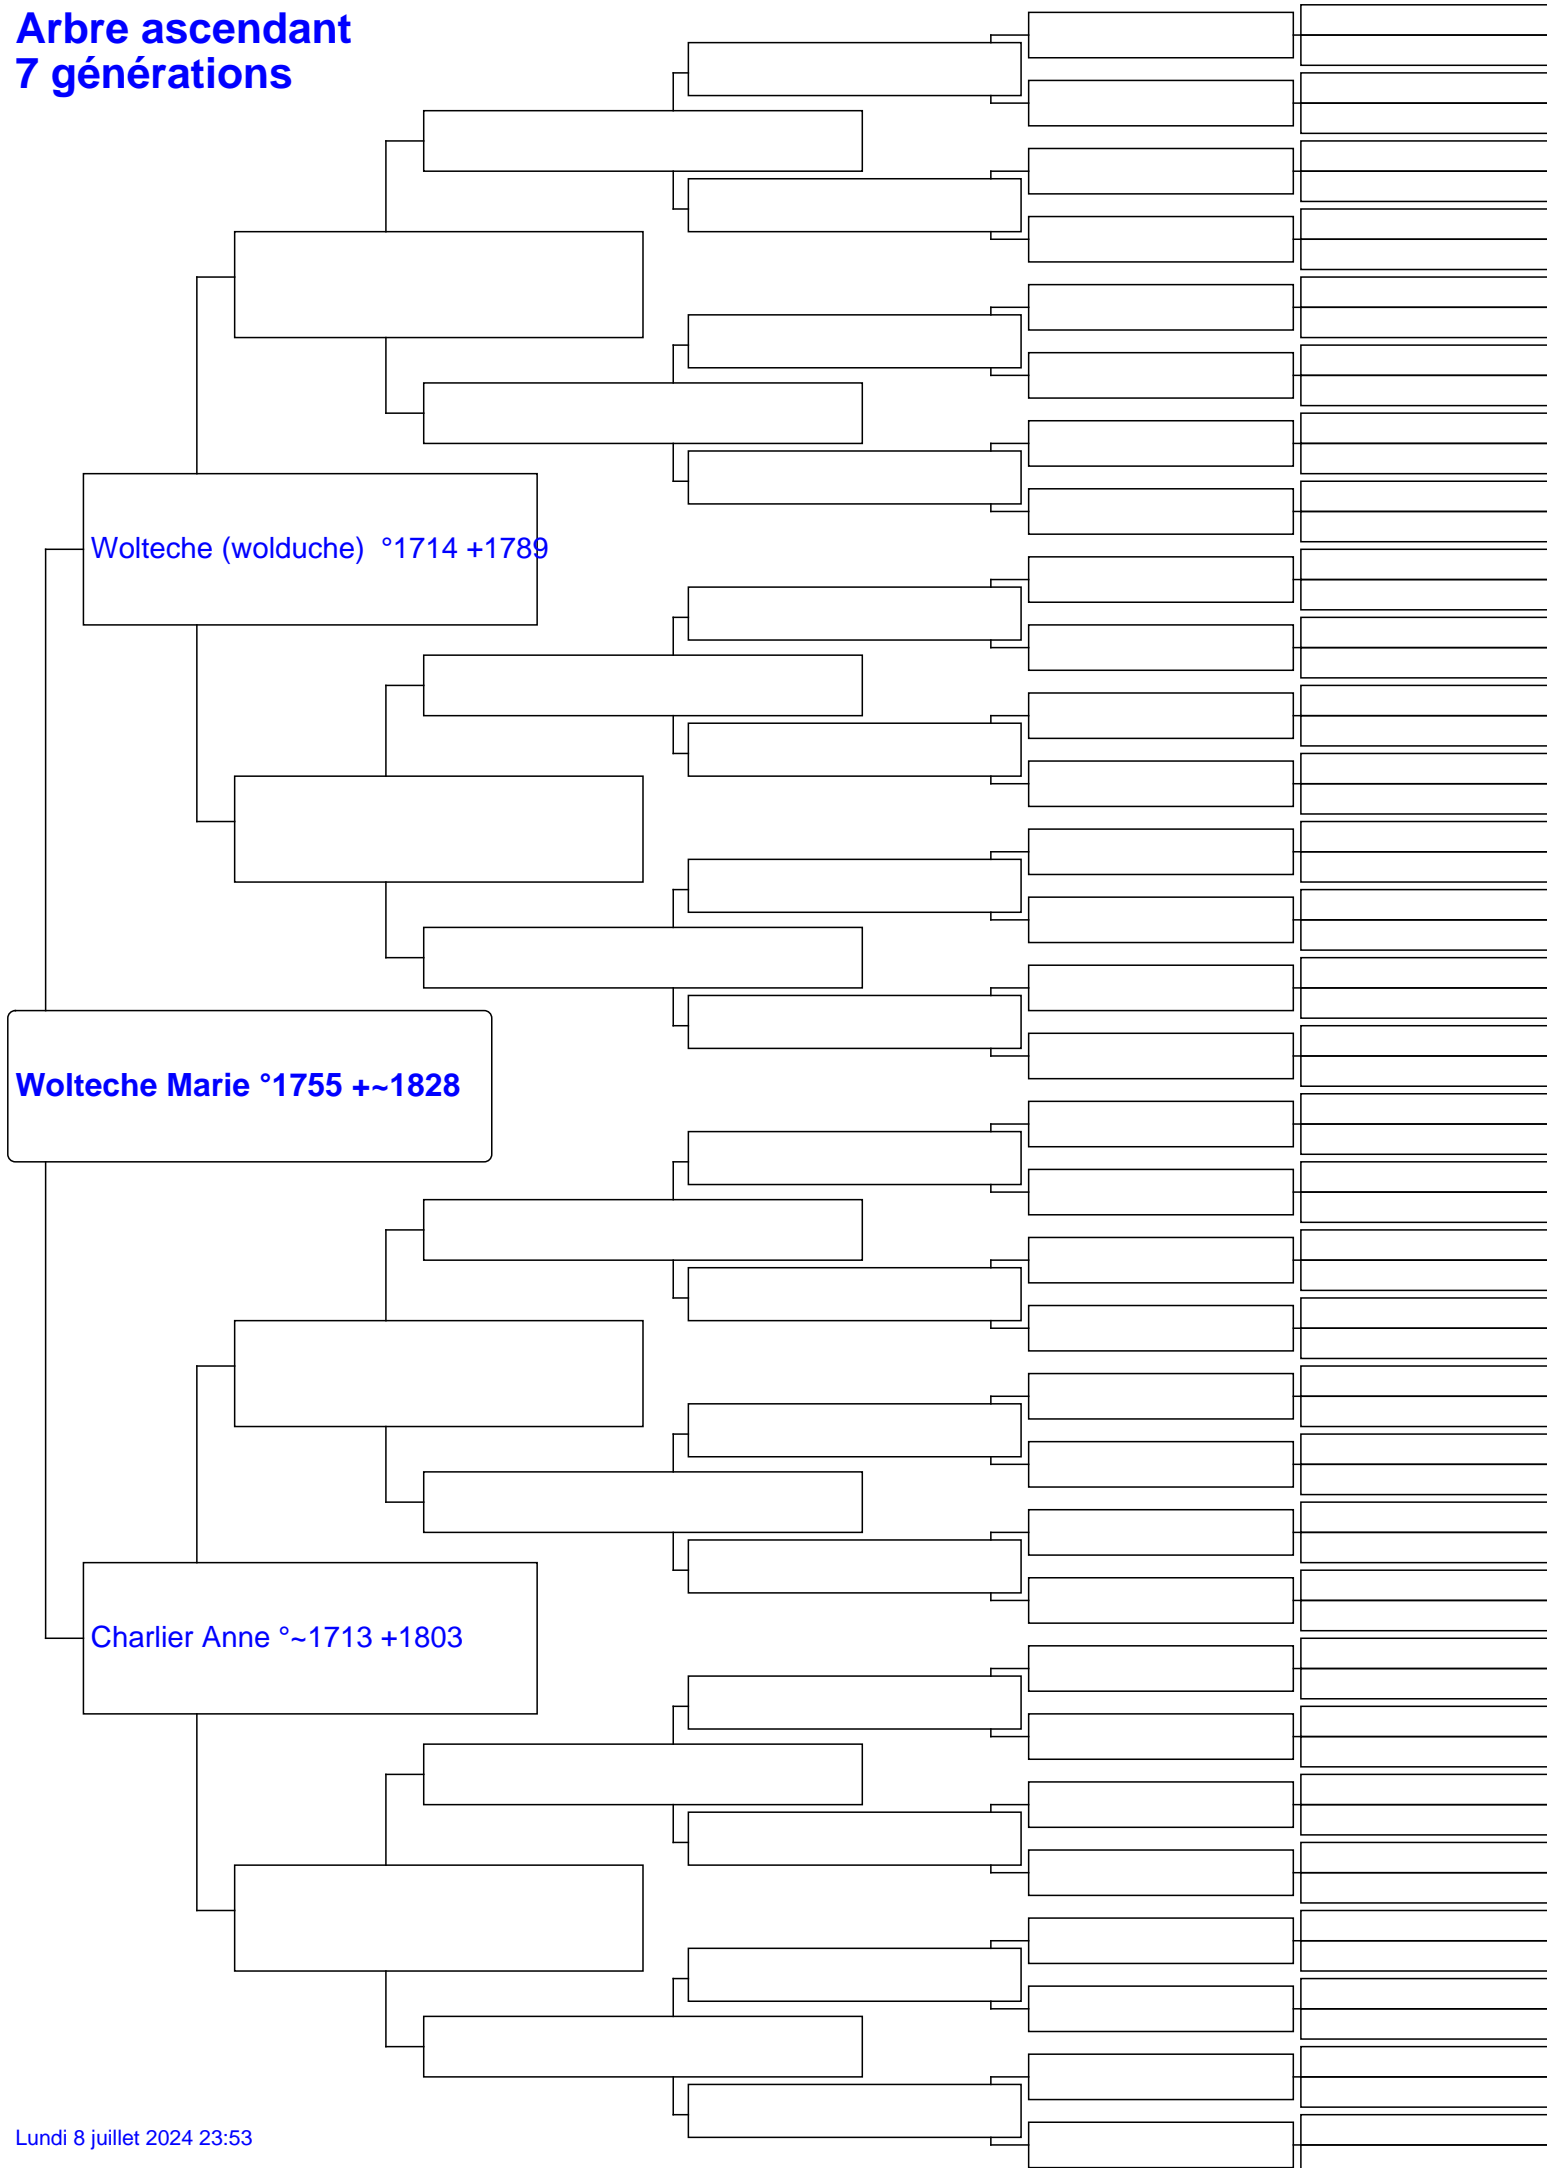 Arbre ascendant
7 générations
Wolteche (wolduche)  °1714 +1789
Wolteche Marie °1755 +~1828
Charlier Anne °~1713 +1803
Lundi 8 juillet 2024 23:53